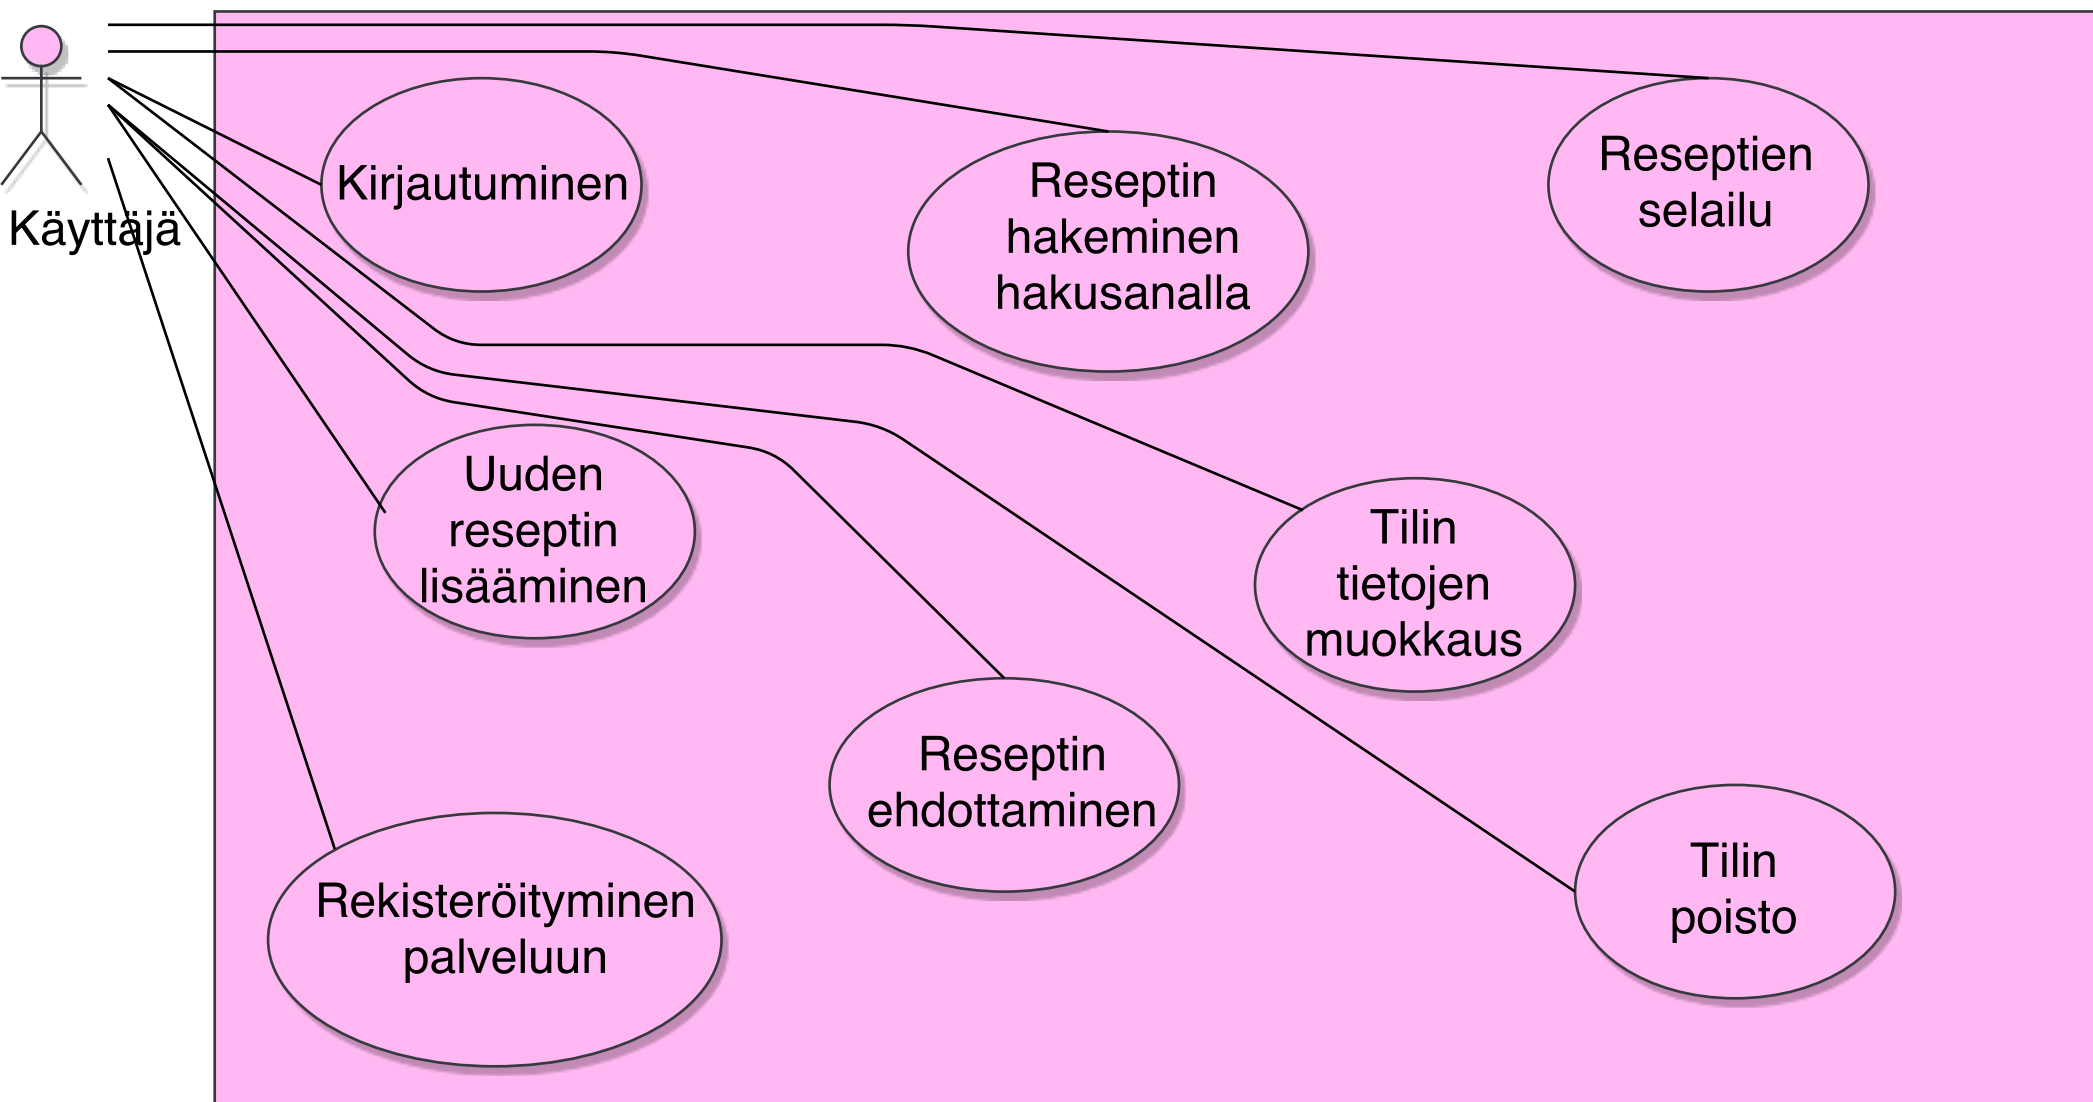 Käyttäjä
Kirjautuminen
Reseptin
hakeminen
hakusanalla
Reseptien
selailu
Uuden
reseptin
lisääminen
Tilin
tietojen
muokkaus
Reseptin
ehdottaminen
Tilin
poisto
Rekisteröityminen
palveluun